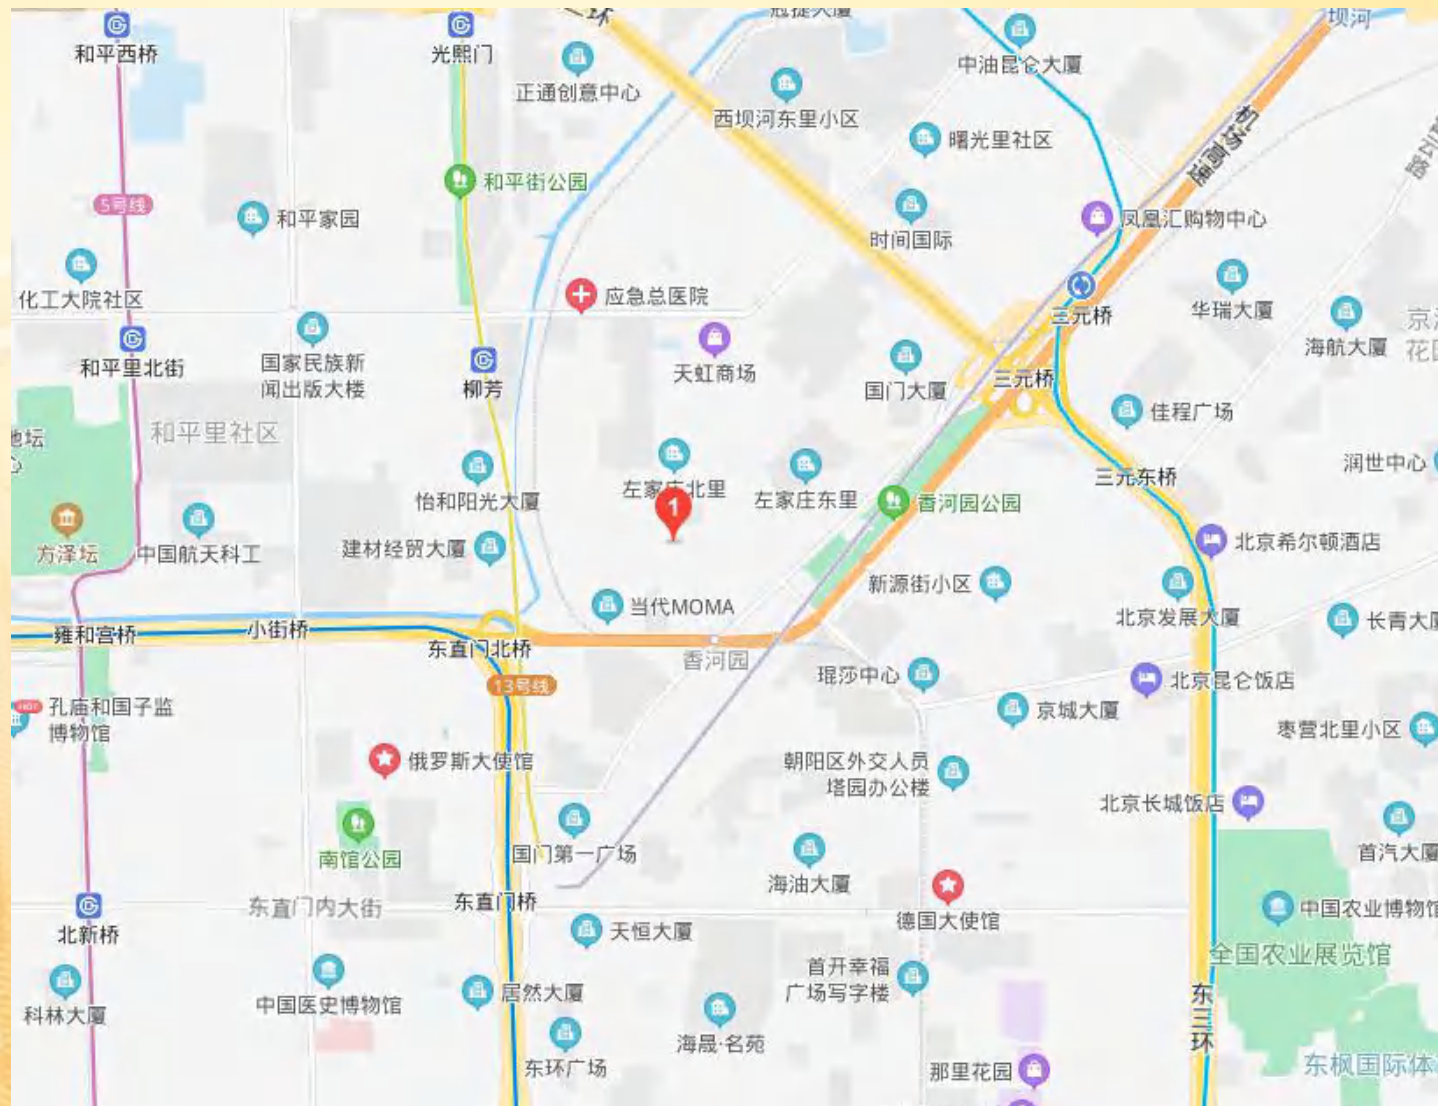 和平西桥
光熙门
正通创意中心
环
冠捷大厦
西坝河东里小区
中油昆仑大厦
曙光里社区
坝河
机场高速
5号线
和平家园
和平街公园
时间国际
凤凰汇购物中心
化工大院社区
应急总医院
三元桥
华瑞大厦
海航大厦
和平里北街
国家民族新
闻出版大楼
柳芳
天虹商场
国门大厦
三元桥
佳程广场
和平里社区
地坛
怡和阳光大厦
左家庄北里
1
左家庄东里
香河园公园
三元东桥
润世中心
方泽坛
中国航天科工
建材经贸大厦
北京希尔顿酒店
当代MOMA
新源街小区
北京发展大厦
长青大厦
雍和宫桥
小街桥
东直门北桥
香河园
13号线
琨莎中心
北京昆仑饭店
HOT
孔庙和国子监
博物馆
京城大厦
枣营北里小区
俄罗斯大使馆
朝阳区外交人员
塔园办公楼
北京长城饭店
南馆公园
国门第一广场
海油大厦
首汽大厦
东直门内大街
东直门桥
德国大使馆
中国农业博物馆
北新桥
天恒大厦
全国农业展览馆
科林大厦
中国医史博物馆
居然大厦
首开幸福
广场写字楼
东三环
东环广场
海晟·名苑
那里花园
东枫国际体